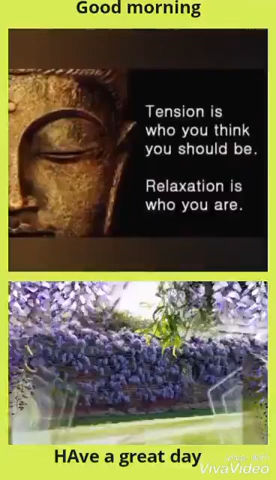 Good morning
Tension is
who you think
you should be.
Relaxation is
who you are.
HAve a great day
VivaVideo